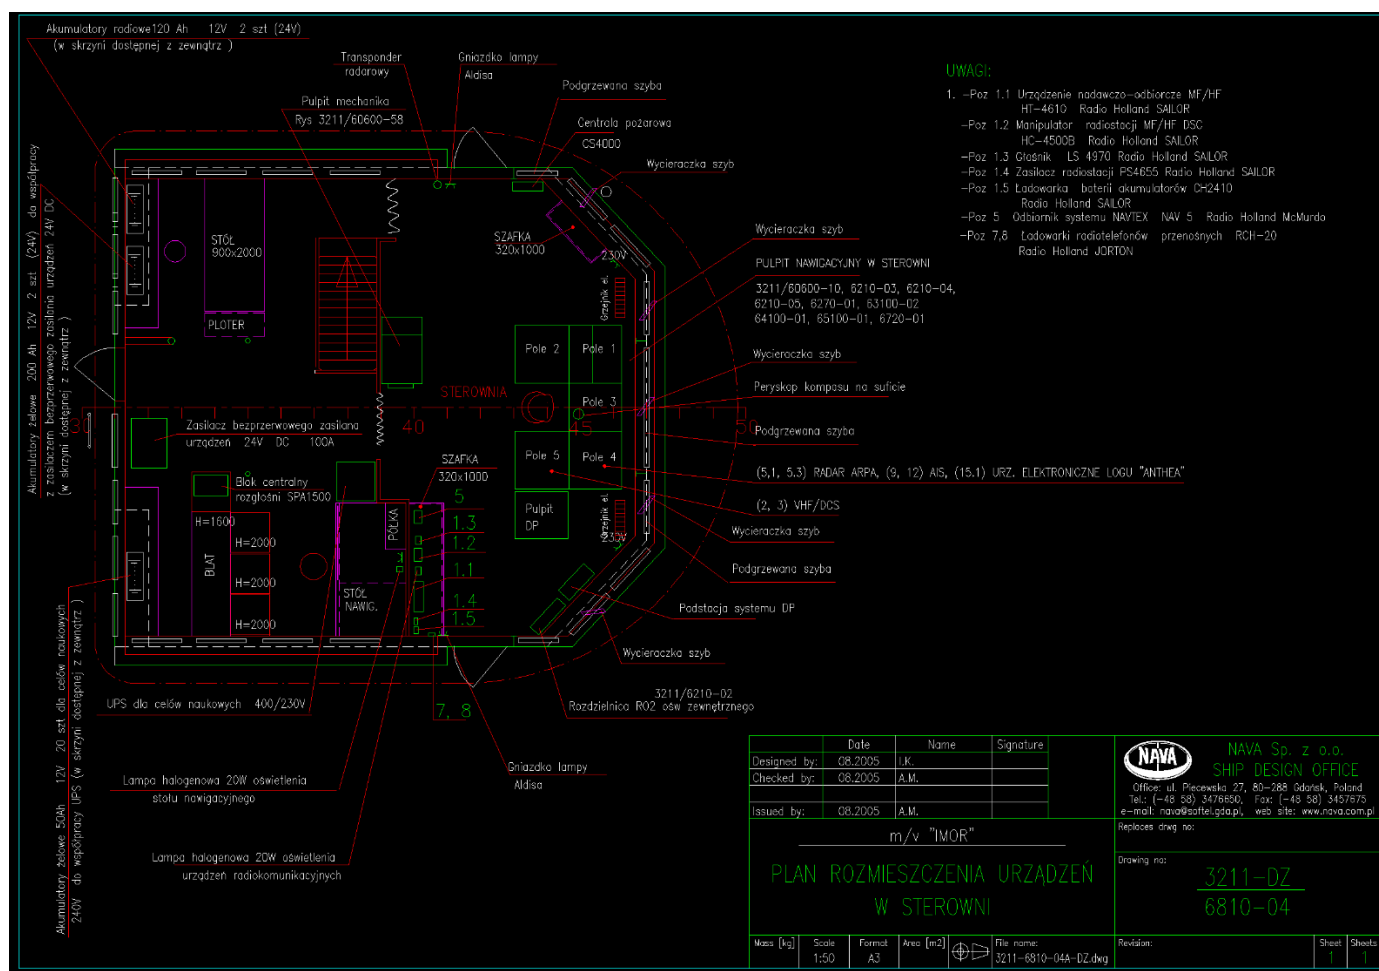 Akumulatory radiowe120 Ah 12V 2 szt (24V)
(w skrzyni dostępnej z zewnątrz )
Transponder
radarowy
Gniazdko lampy
Aldisa
Podgrzewana szyba
Pulpit mechanika
Rys 3211/60600-58
Centrala pożarowa
CS4000
Wycieraczka szyb
UWAGI:
1. -Poz 1.1 Urządzenie nadawczo-odbiorcze MF/HF
HT-4610 Radio Holland SAILOR
-Poz 1.2 Manipulator radiostacji MF/HF DSC
HC-4500B Radio Holland SAILOR
-Poz 1.3 Głośnik LS 4970 Radio Holland SAILOR
-Poz 1.4 Zasilacz radiostacji PS4655 Radio Holland SAILOR
-Poz 1.5 Ładowarka baterii akumulatorów CH2410
Radio Holland SAILOR
-Poz 5 Odbiornik systemu NAVTEX NAV 5 Radio Holland McMurdo
-Poz 7,8 Ładowarki radiotelefonów przenośnych RCH-20
Radio Holland JORTON
Akumulatory żelowe 200 Ah 12V 2 szt (24V) do współpracy
z zasilaczem bezprzerwowego zasilania urządzeń 24V DC
(w skrzyni dostępnej z zewnątrz )
STÓŁ
900x2000
PLOTER
SZAFKA
320x1000
230V
Grzejnik el.
Wycieraczka szyb
PULPIT NAWIGACYJNY W STEROWNI
3211/60600-10, 6210-03, 6210-04,
6210-05, 6270-01, 63100-02
64100-01, 65100-01, 6720-01
Pole 2
Pole 1
Wycieraczka szyb
STEROWNIA
Pole 3
Peryskop kompasu na suficie
30
40
45
50
Zasilacz bezprzerwowego zasilana
urządzeń 24V DC 100A
Podgrzewana szyba
SZAFKA
320x1000
Pole 5
Pole 4
(5,1, 5.3) RADAR ARPA, (9, 12) AIS, (15.1) URZ. ELEKTRONICZNE LOGU "ANTHEA"
Blok centralny
rozgłośni SPA1500
5
Pulpit
DP
Grzejnik el.
230V
(2, 3) VHF/DCS
H=1600
H=2000
H=2000
H=2000
BLAT
PÓŁKA
1.3
1.2
1.1
1.4
1.5
Wycieraczka szyb
Podgrzewana szyba
STÓŁ
NAWIG.
Podstacja systemu DP
Wycieraczka szyb
Akumulatory żelowe 50Ah 12V 20 szt dla celów naukowych
240V do współpracy UPS (w skrzyni dostępnej z zewnątrz )
UPS dla celów naukowych 400/230V
7, 8
3211/6210-02
Rozdzielnica RO2 ośw zewnętrznego
Gniazdko lampy
Aldisa
Lampa halogenowa 20W oświetlenia
stołu nawigacyjnego
Lampa halogenowa 20W oświetlenia
urządzeń radiokomunikacyjnych
Date Name Signature
Designed by: 08.2005 I.K.
Checked by: 08.2005 A.M.
Issued by: 08.2005 A.M.
NAVA
NAVA Sp. z o.o.
SHIP DESIGN OFFICE
Office: ul. Piecewska 27, 80-288 Gdańsk, Poland
Tel.: (-48 58) 3476650, Fax: (-48 58) 3457675
e-mail: nava@softel.gda.pl, web site: www.nava.com.pl
m/v "IMOR"
PLAN ROZMIESZCZENIA URZĄDZEŃ
W STEROWNI
Replaces drwg no:
Drawing no:
3211-DZ
6810-04
Mass [kg] Scale Format Area [m2] File name: Revision: Sheet Sheets
1:50 A3 3211-6810-04A-DZ.dwg 1 1